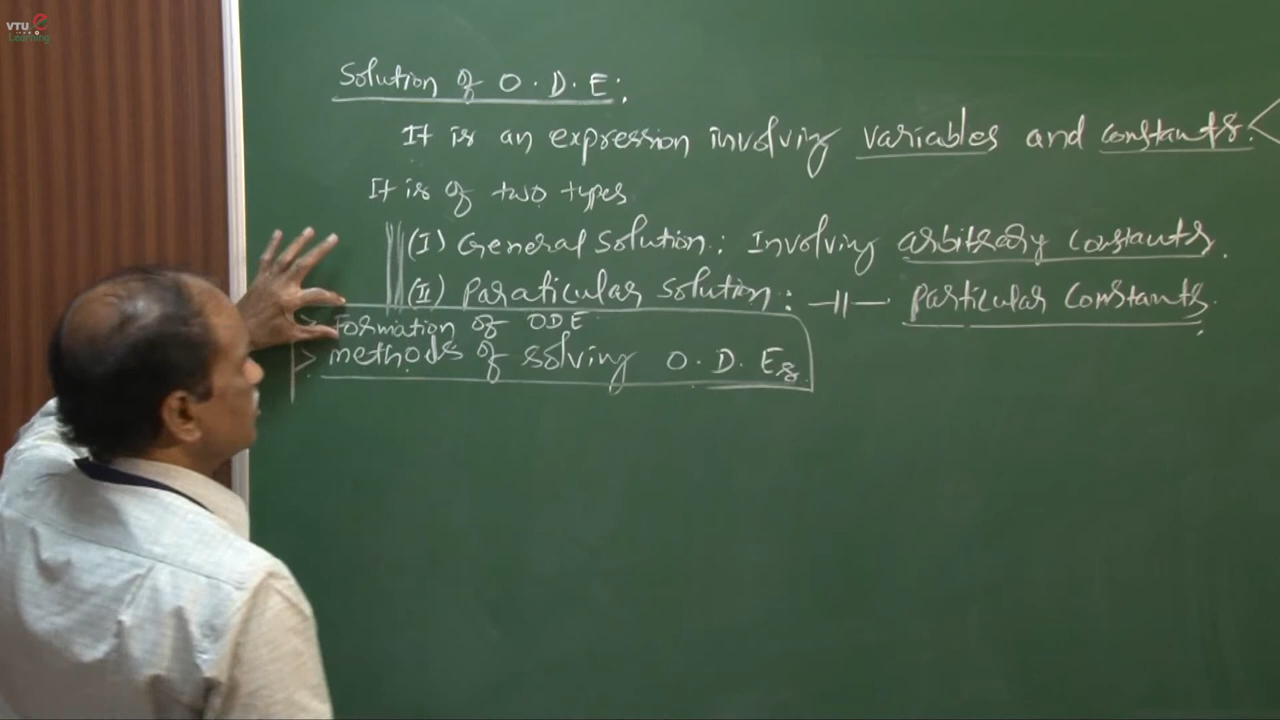 VTU e
Learning
Solution of O.D.E:
It is an expression involving variables and constants.
It is of two types
(I) General solution: Involving arbitrary constants.
(II) Paraticular solution: —||— particular constants.
Formation of ODE
> methods of solving O.D.Es.